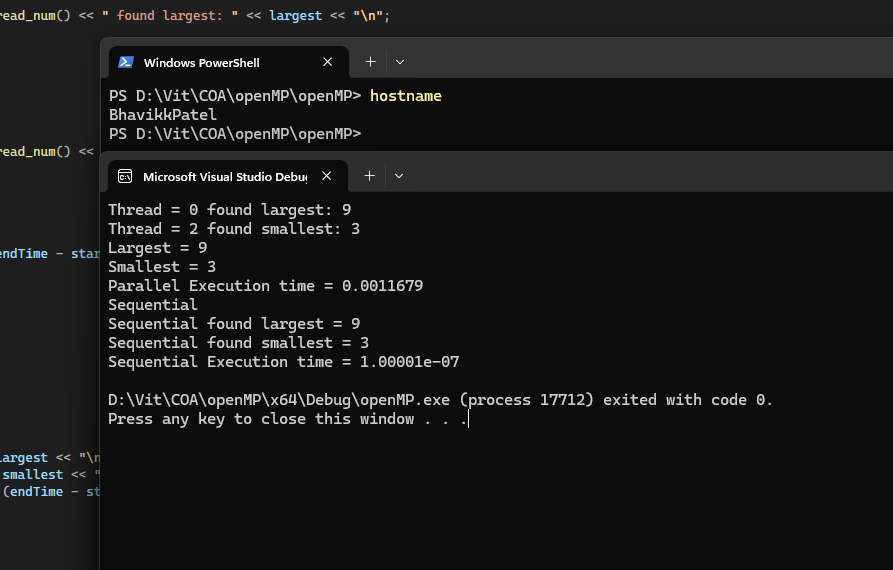 read_num() << " found largest: " << largest << "\n";
Windows PowerShell
PS D:\Vit\COA\openMP\openMP> hostname
BhavikkPatel
PS D:\Vit\COA\openMP\openMP>
read_num() <<
Microsoft Visual Studio Debug
Thread = 0 found largest: 9
Thread = 2 found smallest: 3
Largest = 9
endTime - star
Smallest = 3
Parallel Execution time = 0.0011679
Sequential
Sequential found largest = 9
Sequential found smallest = 3
Sequential Execution time = 1.00001e-07
D:\Vit\COA\openMP\x64\Debug\openMP.exe (process 17712) exited with code 0.
Press any key to close this window . . .
largest << "\n
smallest << "
(endTime - st